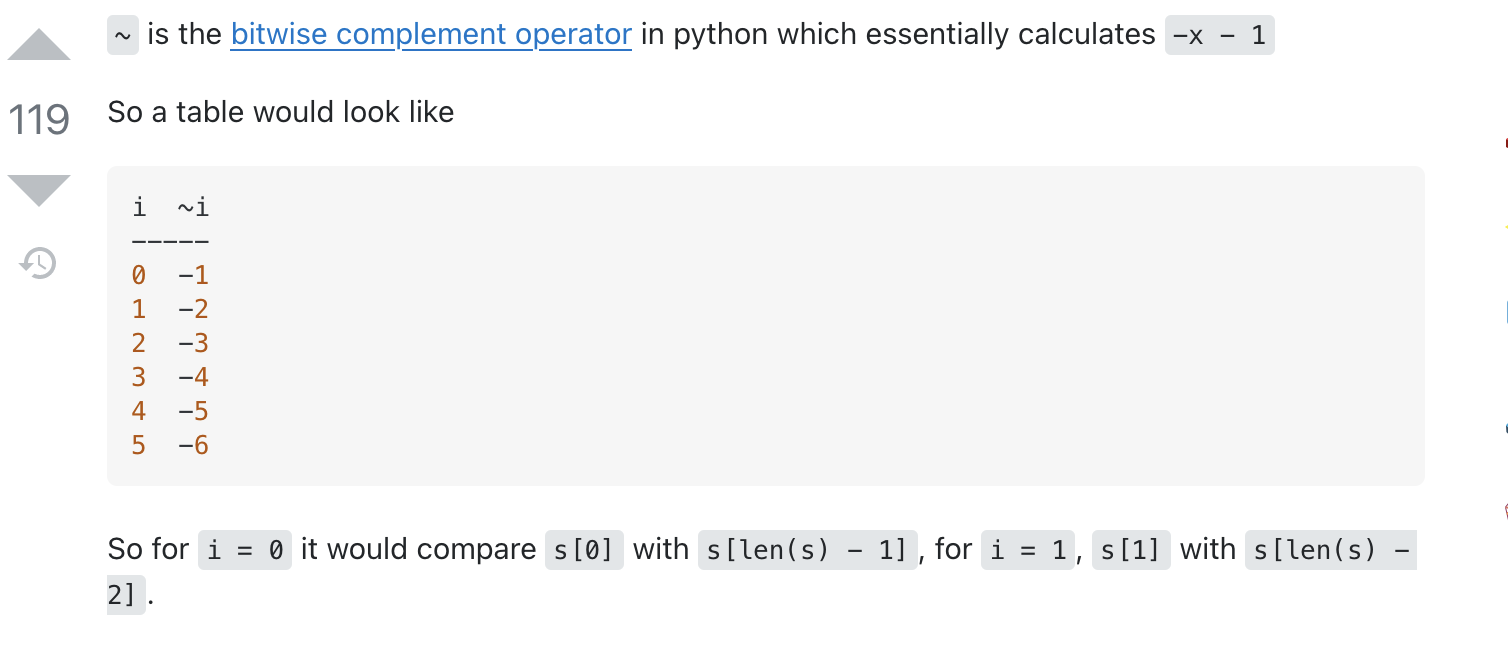 ~ is the bitwise complement operator in python which essentially calculates -x - 1
119
So a table would look like
i  ~i
-----
0  -1
1  -2
2  -3
3  -4
4  -5
5  -6
So for i = 0 it would compare s[0] with s[len(s) - 1], for i = 1, s[1] with s[len(s) -
2].